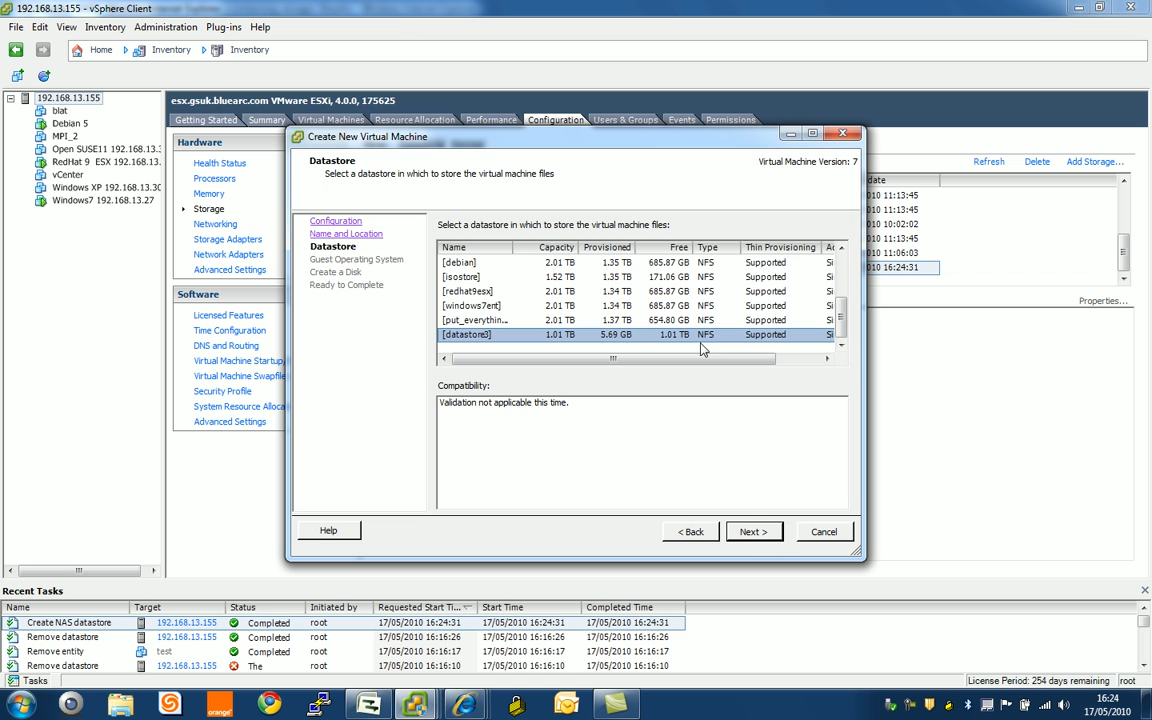 192.168.13.155 - vSphere Client
File Edit View Inventory Administration Plug-ins Help
Home Inventory Inventory
192.168.13.155
blat
Debian 5
MPI_2
Open SUSE11 192.168.13.
RedHat 9 ESX 192.168.13.
vCenter
Windows XP 192.168.13.30
Windows7 192.168.13.27
esx.gsuk.bluearc.com VMware ESXi, 4.0.0, 175625
Getting Started Summary Virtual Machines Resource Allocation Performance Configuration Users & Groups Events Permissions
Hardware
Health Status
Processors
Memory
Storage
Networking
Storage Adapters
Network Adapters
Advanced Settings
Software
Licensed Features
Time Configuration
DNS and Routing
Virtual Machine Startup,
Virtual Machine Swapfile
Security Profile
System Resource Alloca
Advanced Settings
Refresh Delete Add Storage...
date
010 11:13:45
010 11:13:45
010 10:02:02
010 11:13:45
010 11:06:03
010 16:24:31
Properties...
Create New Virtual Machine
Datastore
Select a datastore in which to store the virtual machine files
Virtual Machine Version: 7
Configuration
Name and Location
Datastore
Guest Operating System
Create a Disk
Ready to Complete
Select a datastore in which to store the virtual machine files:
Name Capacity Provisioned Free Type Thin Provisioning Ac
[debian] 2.01 TB 1.35 TB 685.87 GB NFS Supported Si
[isostore] 1.52 TB 1.35 TB 171.06 GB NFS Supported Si
[redhat9esx] 2.01 TB 1.34 TB 685.87 GB NFS Supported Si
[windows7ent] 2.01 TB 1.34 TB 685.87 GB NFS Supported Si
[put_everythin... 2.01 TB 1.37 TB 654.80 GB NFS Supported Si
[datastore3] 1.01 TB 5.69 GB 1.01 TB NFS Supported Si
Compatibility:
Validation not applicable this time.
Help < Back Next > Cancel
Recent Tasks
Name Target Status Initiated by Requested Start Ti... Start Time Completed Time
Create NAS datastore 192.168.13.155 Completed root 17/05/2010 16:24:31 17/05/2010 16:24:31 17/05/2010 16:24:31
Remove datastore 192.168.13.155 Completed root 17/05/2010 16:16:26 17/05/2010 16:16:26 17/05/2010 16:16:26
Remove entity test Completed root 17/05/2010 16:16:17 17/05/2010 16:16:17 17/05/2010 16:16:17
Remove datastore 192.168.13.155 The root 17/05/2010 16:16:10 17/05/2010 16:16:10 17/05/2010 16:16:10
Tasks License Period: 254 days remaining root
orange
16:24
17/05/2010